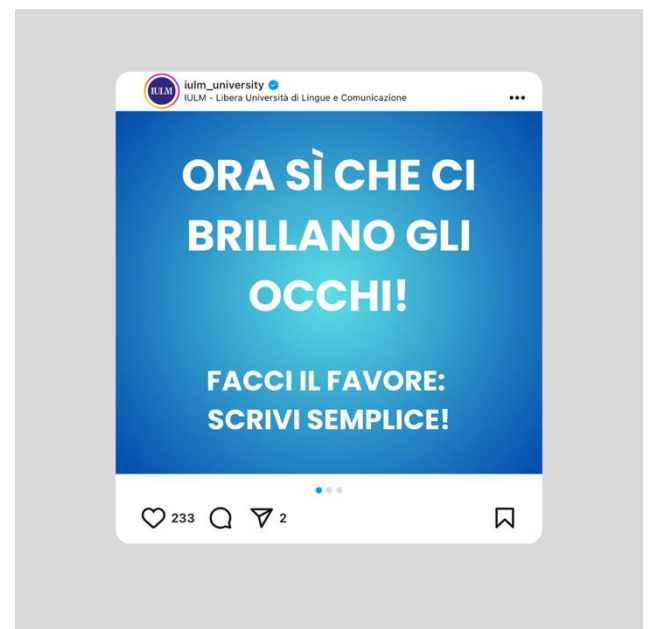 IULM
iulm_university
IULM - Libera Università di Lingue e Comunicazione
ORA SÌ CHE CI
BRILLANO GLI
OCCHI!
FACCI IL FAVORE:
SCRIVI SEMPLICE!
233 2